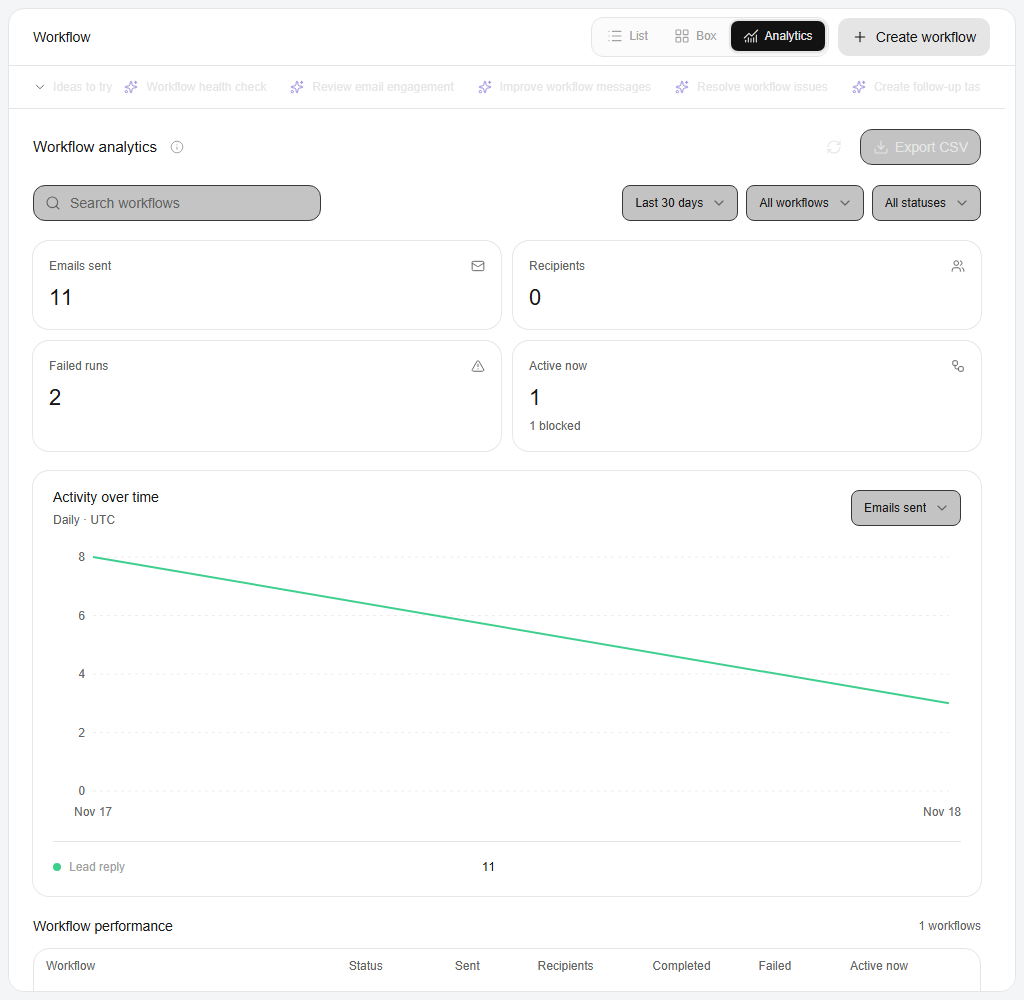 Workflow
List
Box
Analytics
Create workflow
Ideas to try
Workflow health check
Review email engagement
Improve workflow messages
Resolve workflow issues
Create follow-up tas
Workflow analytics
Export CSV
Search workflows
Last 30 days
All workflows
All statuses
Emails sent
11
Recipients
0
Failed runs
2
Active now
1
1 blocked
Activity over time
Daily · UTC
Emails sent
8
6
4
2
0
Nov 17
Nov 18
Lead reply
11
Workflow performance
1 workflows
Workflow
Status
Sent
Recipients
Completed
Failed
Active now